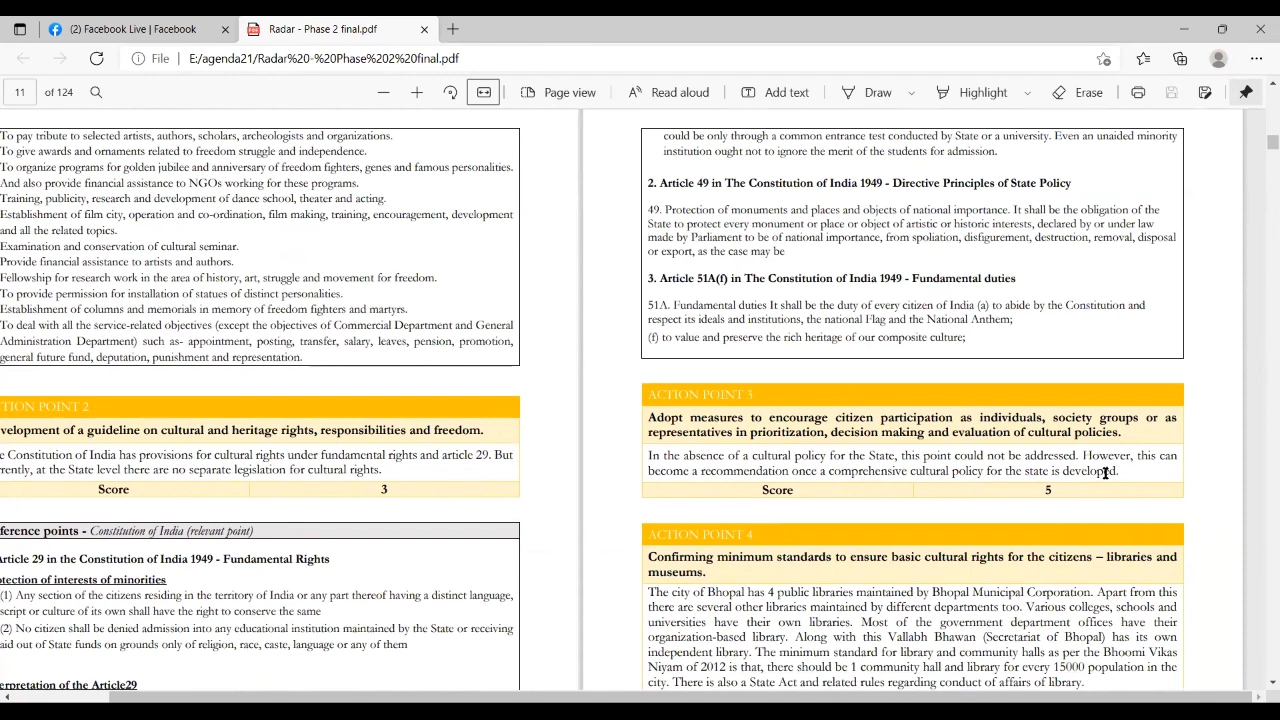 (2) Facebook Live | Facebook
Radar - Phase 2 final.pdf
File
E:/agenda21/Radar%20-%20Phase%202%20final.pdf
11 of 124
Page view
Read aloud
Add text
Draw
Highlight
Erase
To pay tribute to selected artists, authors, scholars, archeologists and organizations.
To give awards and ornaments related to freedom struggle and independence.
To organize programs for golden jubilee and anniversary of freedom fighters, genes and famous personalities.
And also provide financial assistance to NGOs working for these programs.
Training, publicity, research and development of dance school, theater and acting.
Establishment of film city, operation and co-ordination, film making, training, encouragement, development
and all the related topics.
Examination and conservation of cultural seminar.
Provide financial assistance to artists and authors.
Fellowship for research work in the area of history, art, struggle and movement for freedom.
To provide permission for installation of statues of distinct personalities.
Establishment of columns and memorials in memory of freedom fighters and martyrs.
To deal with all the service-related objectives (except the objectives of Commercial Department and General
Administration Department) such as- appointment, posting, transfer, salary, leaves, pension, promotion,
general future fund, deputation, punishment and representation.
TION POINT 2
velopment of a guideline on cultural and heritage rights, responsibilities and freedom.
e Constitution of India has provisions for cultural rights under fundamental rights and article 29. But
rently, at the State level there are no separate legislation for cultural rights.
Score 3
ference points - Constitution of India (relevant point)
Article 29 in the Constitution of India 1949 - Fundamental Rights
otection of interests of minorities
(1) Any section of the citizens residing in the territory of India or any part thereof having a distinct language,
script or culture of its own shall have the right to conserve the same
(2) No citizen shall be denied admission into any educational institution maintained by the State or receiving
aid out of State funds on grounds only of religion, race, caste, language or any of them
erpretation of the Article29
could be only through a common entrance test conducted by State or a university. Even an unaided minority
institution ought not to ignore the merit of the students for admission.
2. Article 49 in The Constitution of India 1949 - Directive Principles of State Policy
49. Protection of monuments and places and objects of national importance. It shall be the obligation of the
State to protect every monument or place or object of artistic or historic interests, declared by or under law
made by Parliament to be of national importance, from spoliation, disfigurement, destruction, removal, disposal
or export, as the case may be
3. Article 51A(f) in The Constitution of India 1949 - Fundamental duties
51A. Fundamental duties It shall be the duty of every citizen of India (a) to abide by the Constitution and
respect its ideals and institutions, the national Flag and the National Anthem;
(f) to value and preserve the rich heritage of our composite culture;
ACTION POINT 3
Adopt measures to encourage citizen participation as individuals, society groups or as
representatives in prioritization, decision making and evaluation of cultural policies.
In the absence of a cultural policy for the State, this point could not be addressed. However, this can
become a recommendation once a comprehensive cultural policy for the state is developed.
Score 5
ACTION POINT 4
Confirming minimum standards to ensure basic cultural rights for the citizens – libraries and
museums.
The city of Bhopal has 4 public libraries maintained by Bhopal Municipal Corporation. Apart from this
there are several other libraries maintained by different departments too. Various colleges, schools and
universities have their own libraries. Most of the government department offices have their
organization-based library. Along with this Vallabh Bhawan (Secretariat of Bhopal) has its own
independent library. The minimum standard for library and community halls as per the Bhoomi Vikas
Niyam of 2012 is that, there should be 1 community hall and library for every 15000 population in the
city. There is also a State Act and related rules regarding conduct of affairs of library.